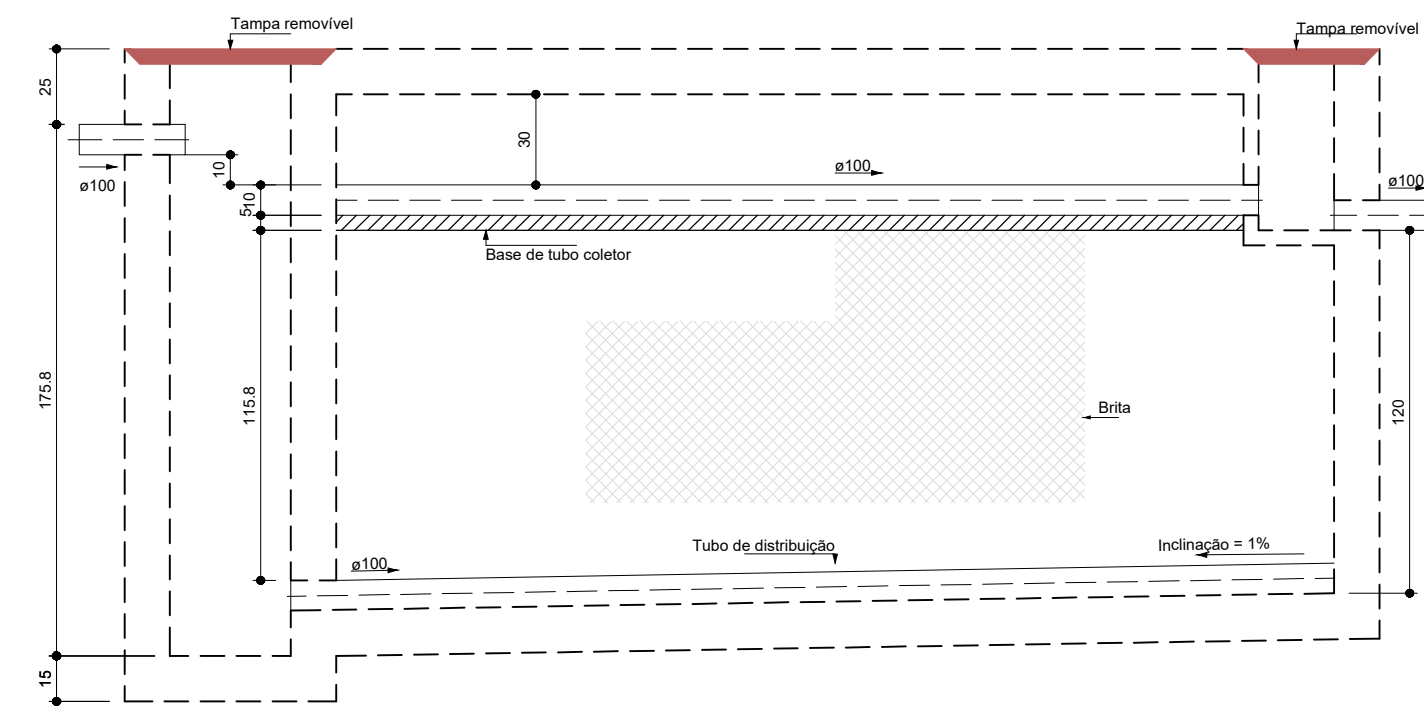 Tampa removível
Tampa removível
25
30
10
ø100
ø100
ø100
10
5
Base de tubo coletor
175.8
115.8
Brita
120
Tubo de distribuição
Inclinação = 1%
ø100
15